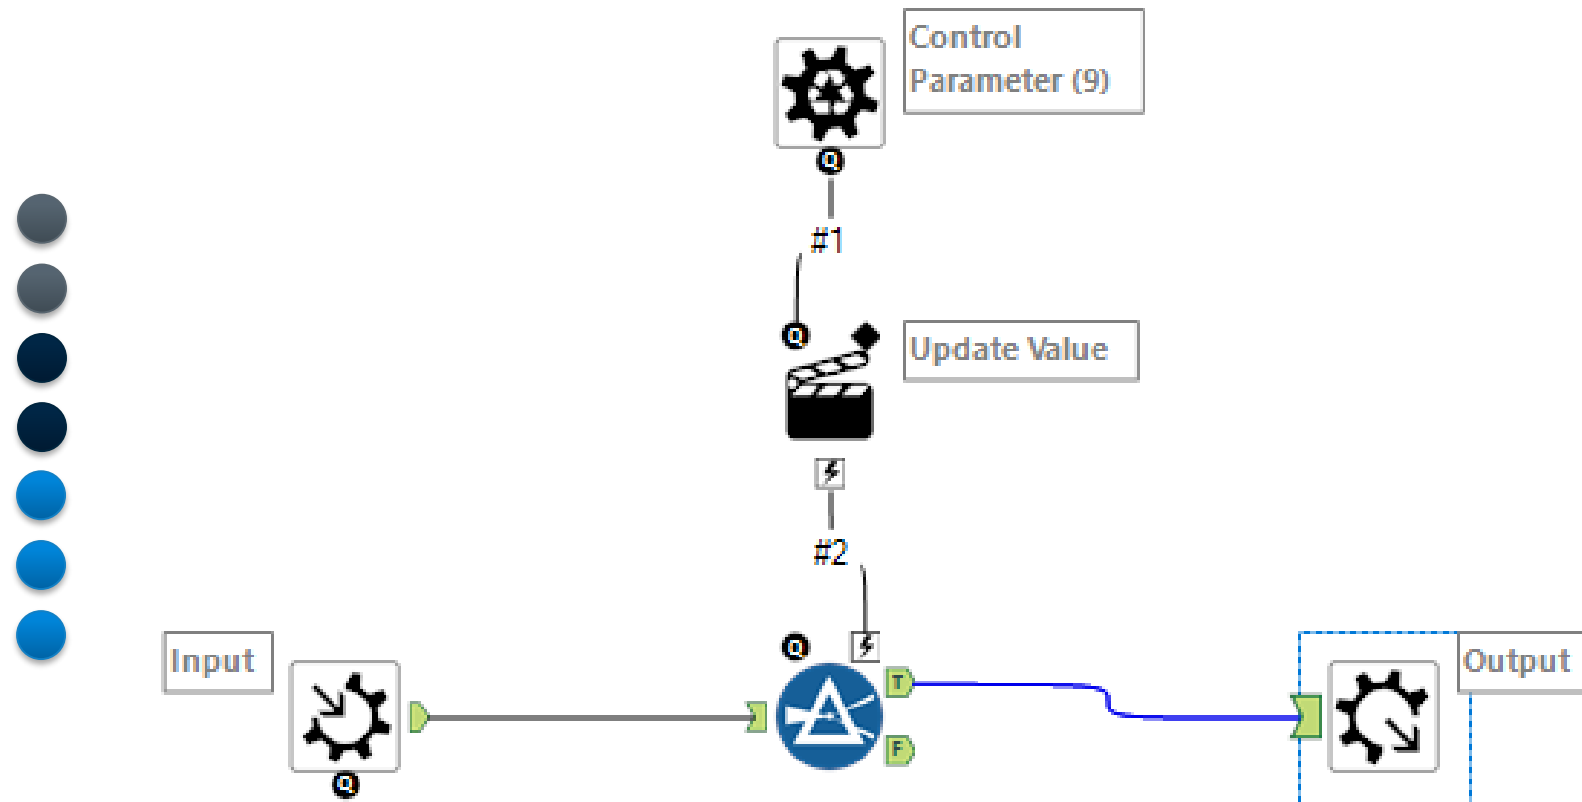 Control
Parameter (9)
Q
#1
Q
Update Value
#2
Input
Q
T
Output
F
Q